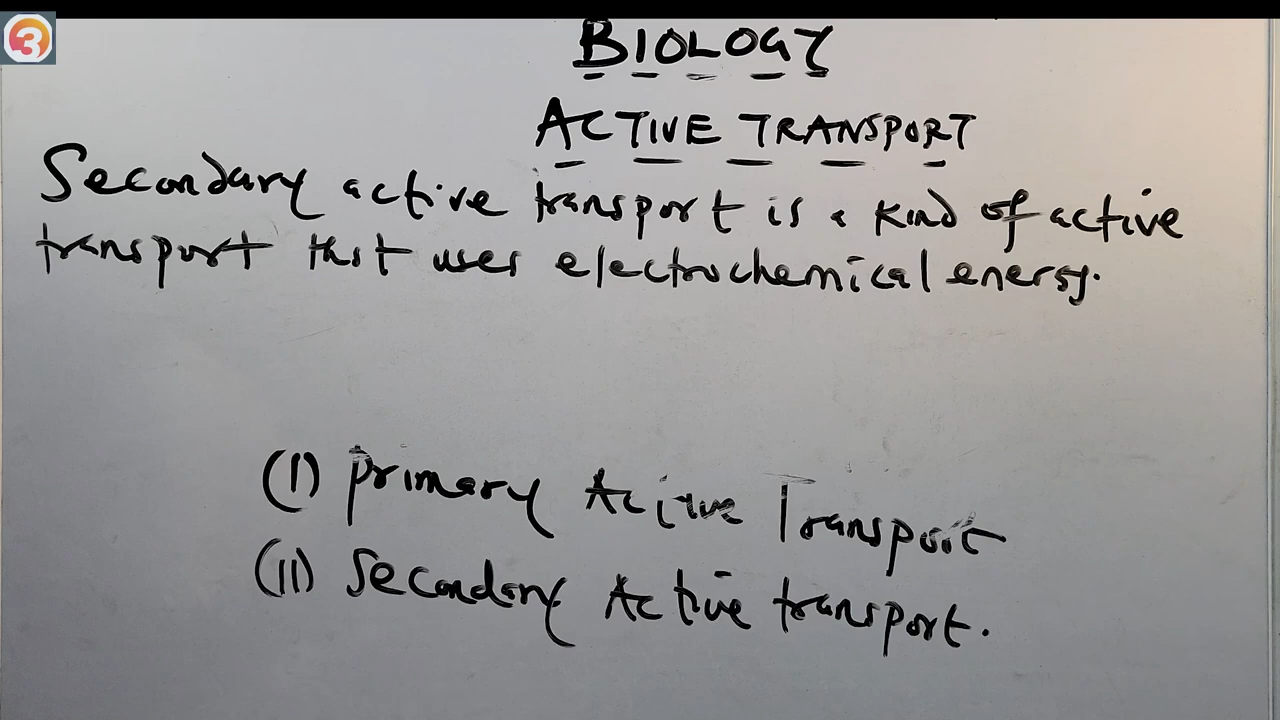 3
BIOLOGY
ACTIVE TRANSPORT
Secondary active transport is a kind of active
transport that uses electrochemical energy.
(I) Primary Active Transport
(II) Secondary Active transport.